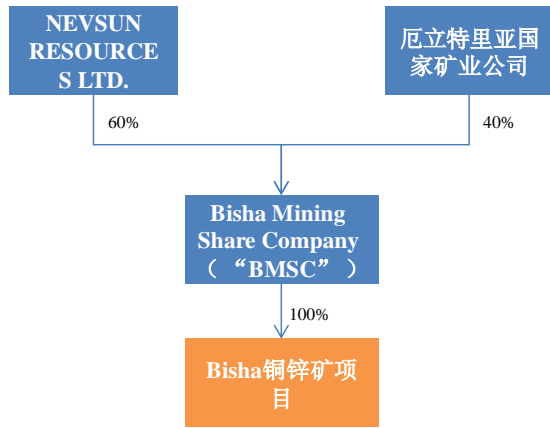 NEVSUN
RESOURCE
S LTD.
厄立特里亚国
家矿业公司
60%
40%
Bisha Mining
Share Company
（“BMSC”）
100%
Bisha铜锌矿项
目